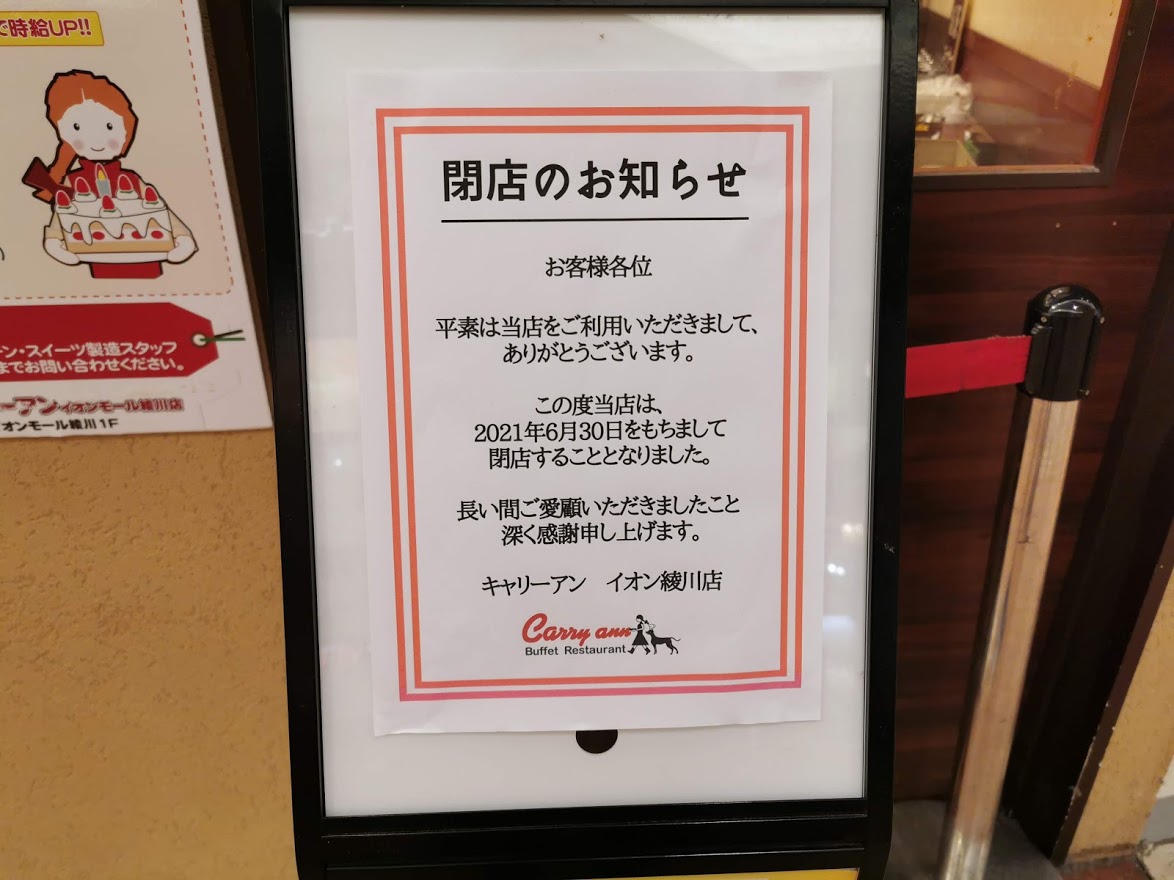 で時給UP!!
ン・スイーツ製造スタッフ
までお問い合わせください。
ーアン イオンモール綾川店
オンモール綾川1F
閉店のお知らせ
お客様各位
平素は当店をご利用いただきまして、
ありがとうございます。
この度当店は、
2021年6月30日をもちまして
閉店することとなりました。
長い間ご愛顧いただきましたこと
深く感謝申し上げます。
キャリーアン　イオン綾川店
Carry ann
Buffet Restaurant